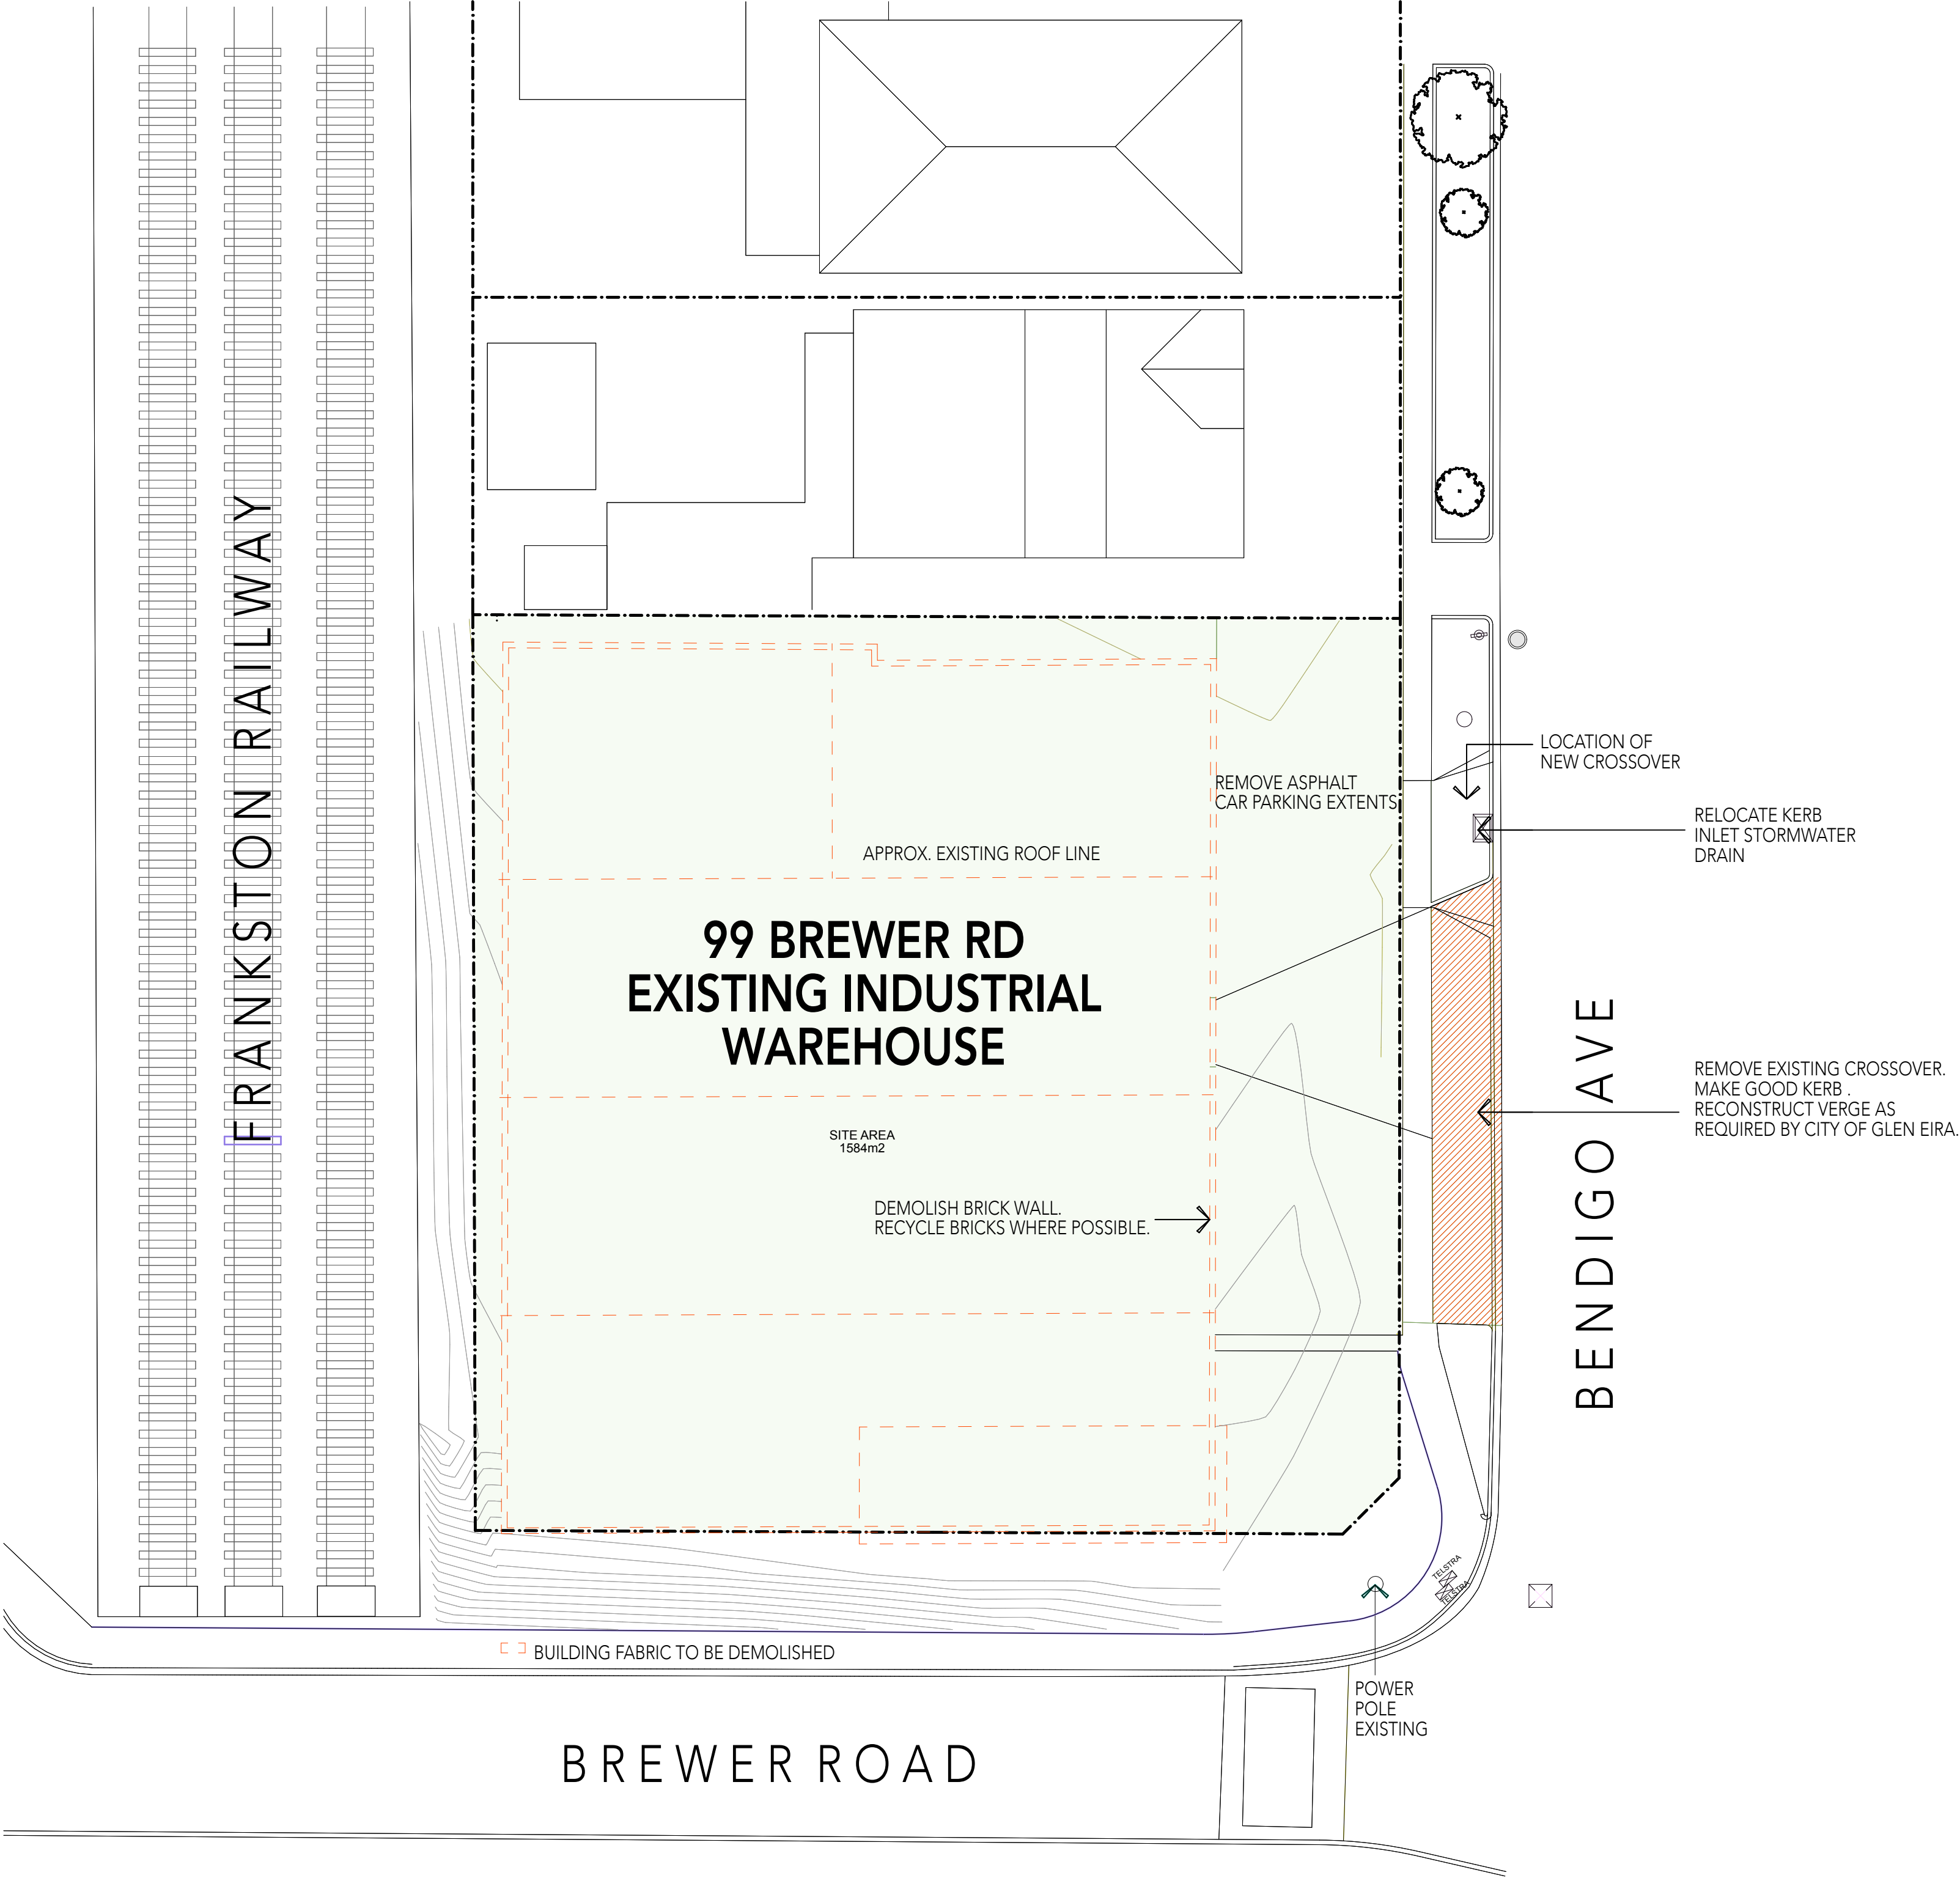 FRANKSTON RAILWAY
LOCATION OF
NEW CROSSOVER
REMOVE ASPHALT
CAR PARKING EXTENTS
RELOCATE KERB
INLET STORMWATER
DRAIN
APPROX. EXISTING ROOF LINE
99 BREWER RD
EXISTING INDUSTRIAL
WAREHOUSE
BENDIGO AVE
REMOVE EXISTING CROSSOVER.
MAKE GOOD KERB .
RECONSTRUCT VERGE AS
REQUIRED BY CITY OF GLEN EIRA.
SITE AREA
1584m2
DEMOLISH BRICK WALL.
RECYCLE BRICKS WHERE POSSIBLE.
TELSTRA
TELSTRA
BUILDING FABRIC TO BE DEMOLISHED
POWER
POLE
EXISTING
BREWER ROAD